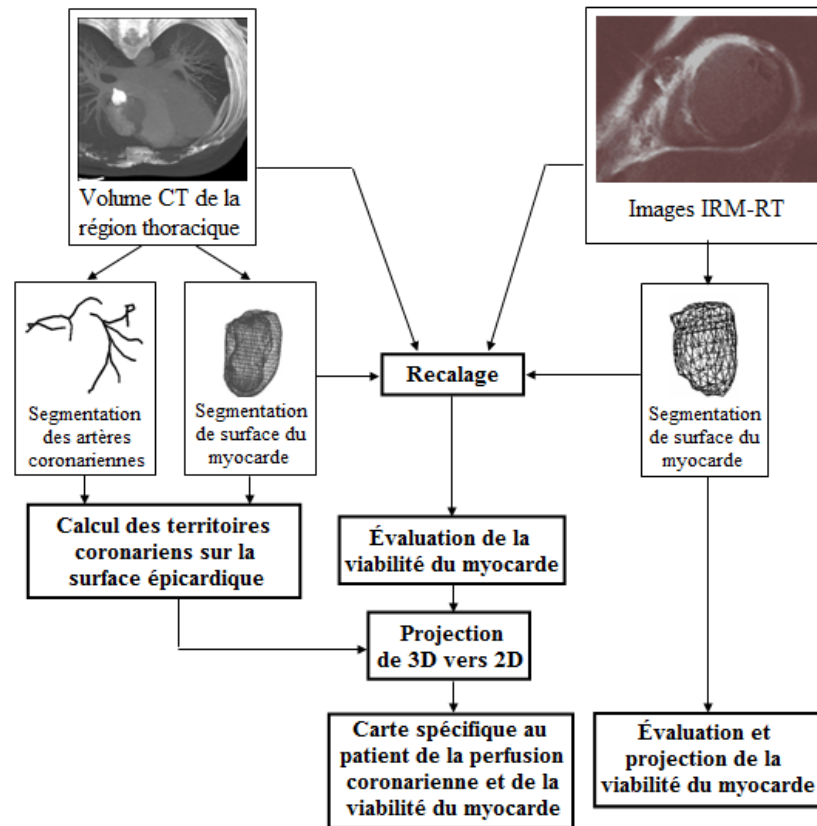 Volume CT de la
région thoracique
Images IRM-RT
Segmentation
des artères
coronariennes
Segmentation
de surface du
myocarde
Recalage
Segmentation
de surface du
myocarde
Calcul des territoires
coronariens sur la
surface épicardique
Évaluation de la
viabilité du myocarde
Projection
de 3D vers 2D
Carte spécifique au
patient de la perfusion
coronarienne et de la
viabilité du myocarde
Évaluation et
projection de la
viabilité du myocarde